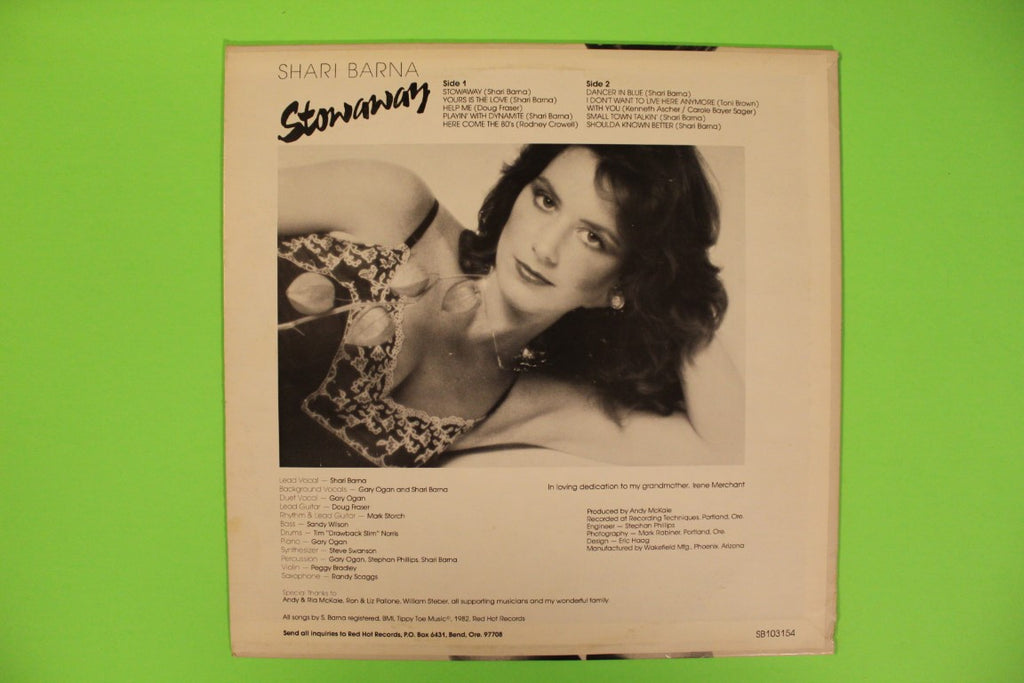 SHARI BARNA
Stowaway
Side 1
STOWAWAY (Shari Barna)
YOURS IS THE LOVE (Shari Barna)
HELP ME (Doug Fraser)
PLAYIN' WITH DYNAMITE (Shari Barna)
HERE COME THE 80's (Rodney Crowell)
Side 2
DANCER IN BLUE (Shari Barna)
I DON'T WANT TO LIVE HERE ANYMORE (Toni Brown)
WITH YOU (Kenneth Ascher / Carole Bayer Sager)
SMALL TOWN TALKIN' (Shari Barna)
SHOULDA KNOWN BETTER (Shari Barna)
Lead Vocal — Shari Barna
Background Vocals — Gary Ogan and Shari Barna
Duet Vocal — Gary Ogan
Lead Guitar — Doug Fraser
Rhythm & Lead Guitar — Mark Storch
Bass — Sandy Wilson
Drums — Tim "Drawback Slim" Norris
Piano — Gary Ogan
Synthesizer — Steve Swanson
Percussion — Gary Ogan, Stephan Phillips, Shari Barna
Violin — Peggy Bradley
Saxophone — Randy Scaggs
In loving dedication to my grandmother, Irene Merchant
Produced by Andy McKaie
Recorded at Recording Techniques, Portland, Ore.
Engineer — Stephan Phillips
Photography — Mark Rabiner, Portland, Ore.
Design — Eric Haag
Manufactured by Wakefield Mfg., Phoenix, Arizona
Special thanks to
Andy & Ria McKaie, Ron & Liz Pallone, William Steber, all supporting musicians and my wonderful family.
All songs by S. Barna registered, BMI, Tippy Toe Music©, 1982, Red Hot Records
Send all inquiries to Red Hot Records, P.O. Box 6431, Bend, Ore. 97708
SB103154